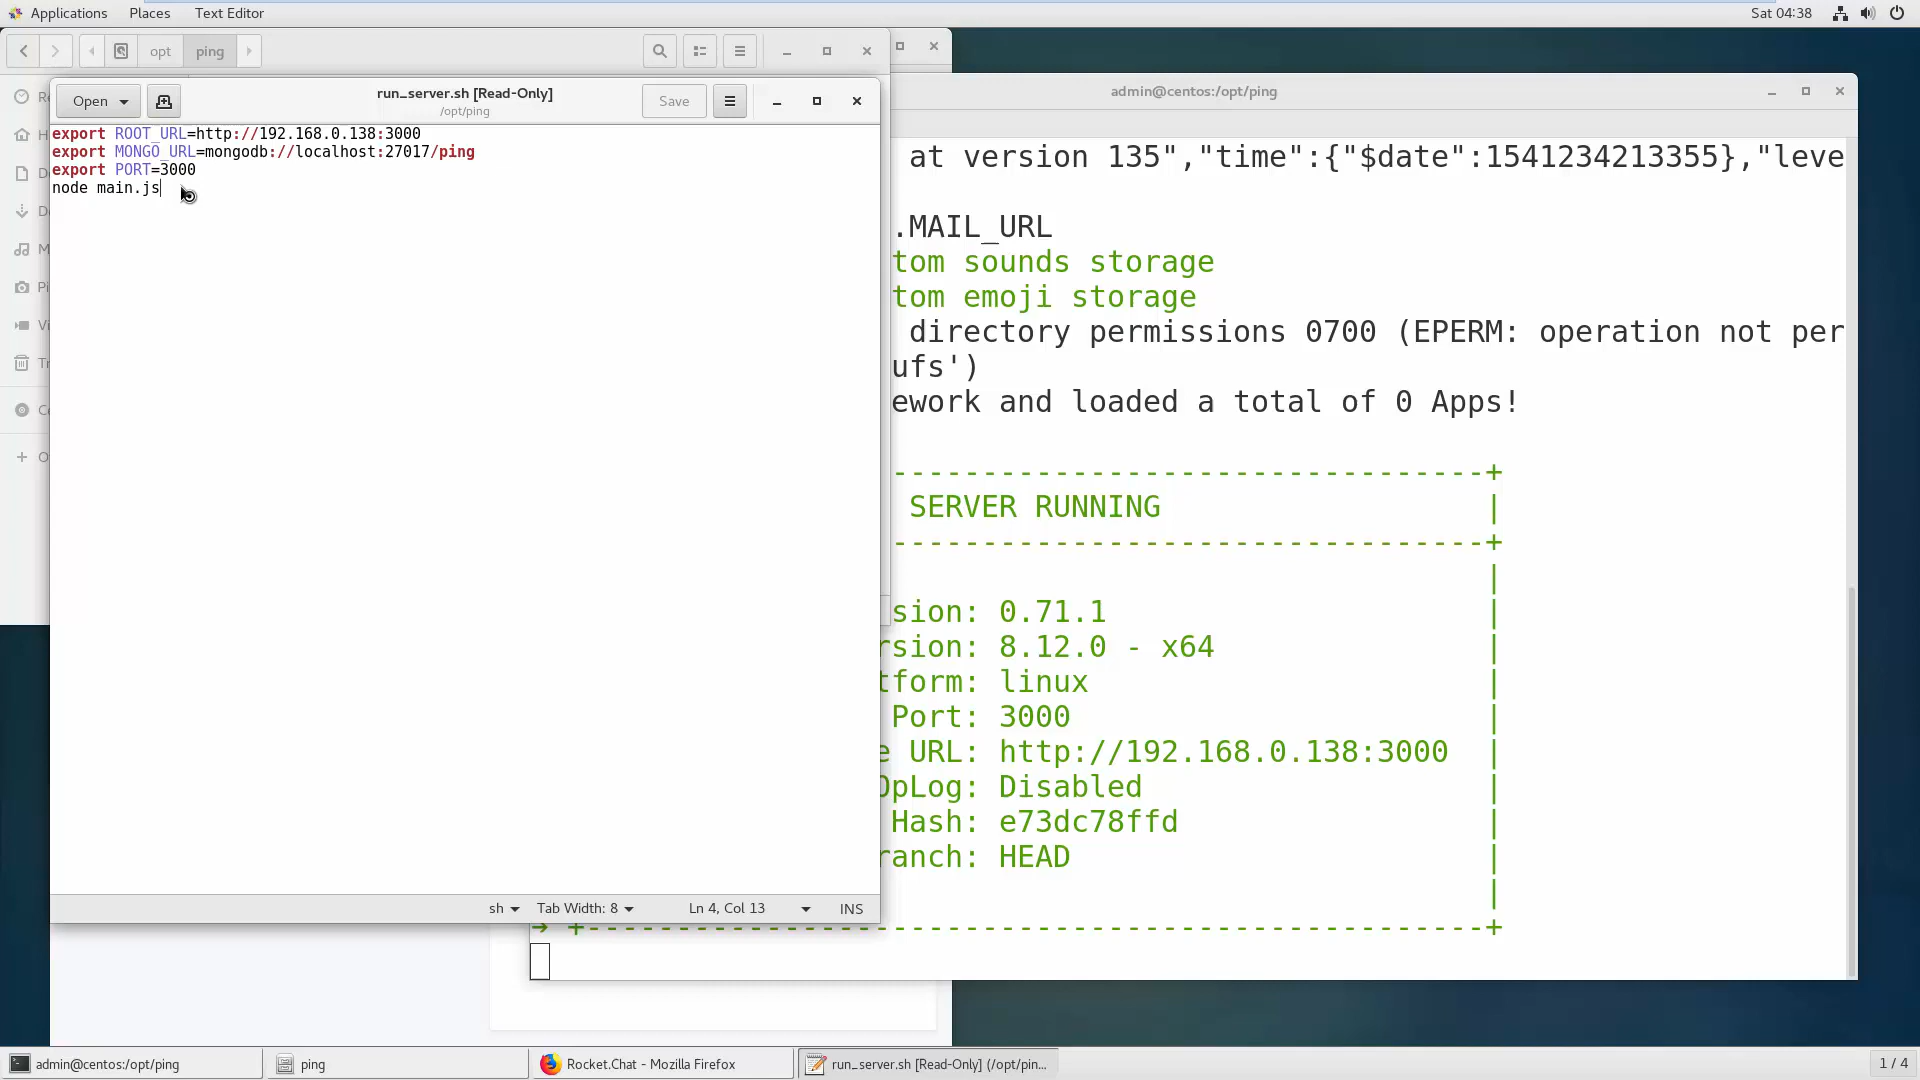 Applications Places Text Editor Sat 04:38
opt ping
Open run_server.sh [Read-Only] Save
/opt/ping
export ROOT_URL=http://192.168.0.138:3000
export MONGO_URL=mongodb://localhost:27017/ping
export PORT=3000
node main.js
sh Tab Width: 8 Ln 4, Col 13 INS
admin@centos:/opt/ping
at version 135","time":{"$date":1541234213355},"leve
.MAIL_URL
tom sounds storage
tom emoji storage
directory permissions 0700 (EPERM: operation not per
ufs')
ework and loaded a total of 0 Apps!
-----------------------------------+
SERVER RUNNING |
-----------------------------------+
|
sion: 0.71.1 |
rsion: 8.12.0 - x64 |
tform: linux |
Port: 3000 |
e URL: http://192.168.0.138:3000 |
OpLog: Disabled |
Hash: e73dc78ffd |
ranch: HEAD |
|
➔ +---------------------------------------------------+
admin@centos:/opt/ping ping Rocket.Chat - Mozilla Firefox run_server.sh [Read-Only] (/opt/pin... 1 / 4